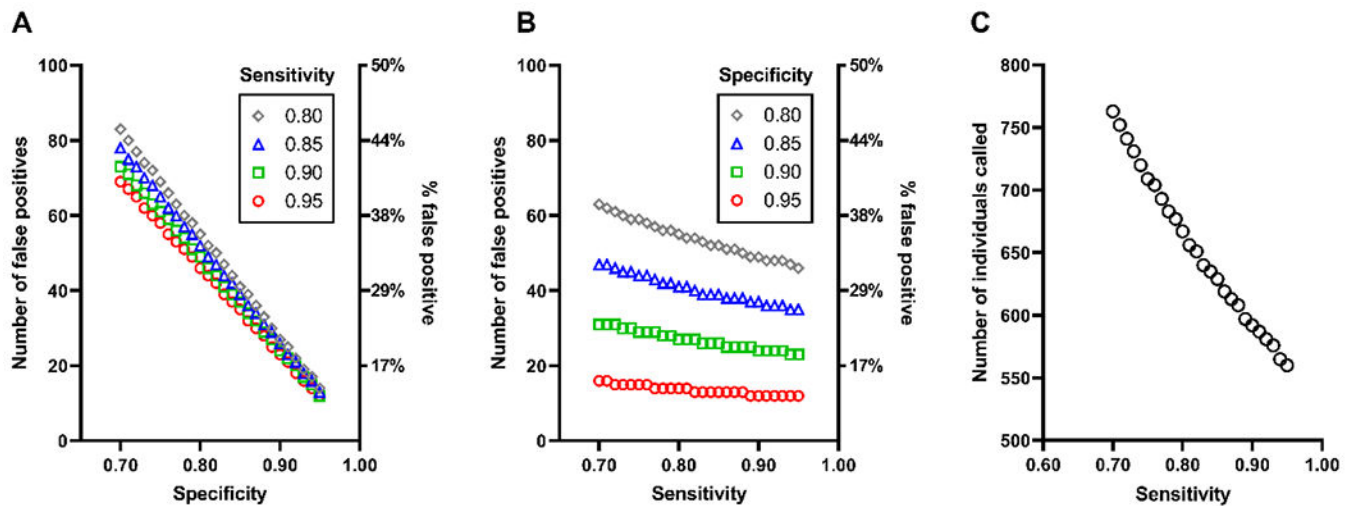 A
Number of false positives
100
80
60
40
20
0
0.70 0.80 0.90 1.00
Specificity
50%
44%
38%
29%
17%
% false positive
Sensitivity
0.80
0.85
0.90
0.95
B
Number of false positives
100
80
60
40
20
0
0.70 0.80 0.90 1.00
Sensitivity
50%
44%
38%
29%
17%
% false positive
Specificity
0.80
0.85
0.90
0.95
C
Number of individuals called
800
750
700
650
600
550
500
0.60 0.70 0.80 0.90 1.00
Sensitivity